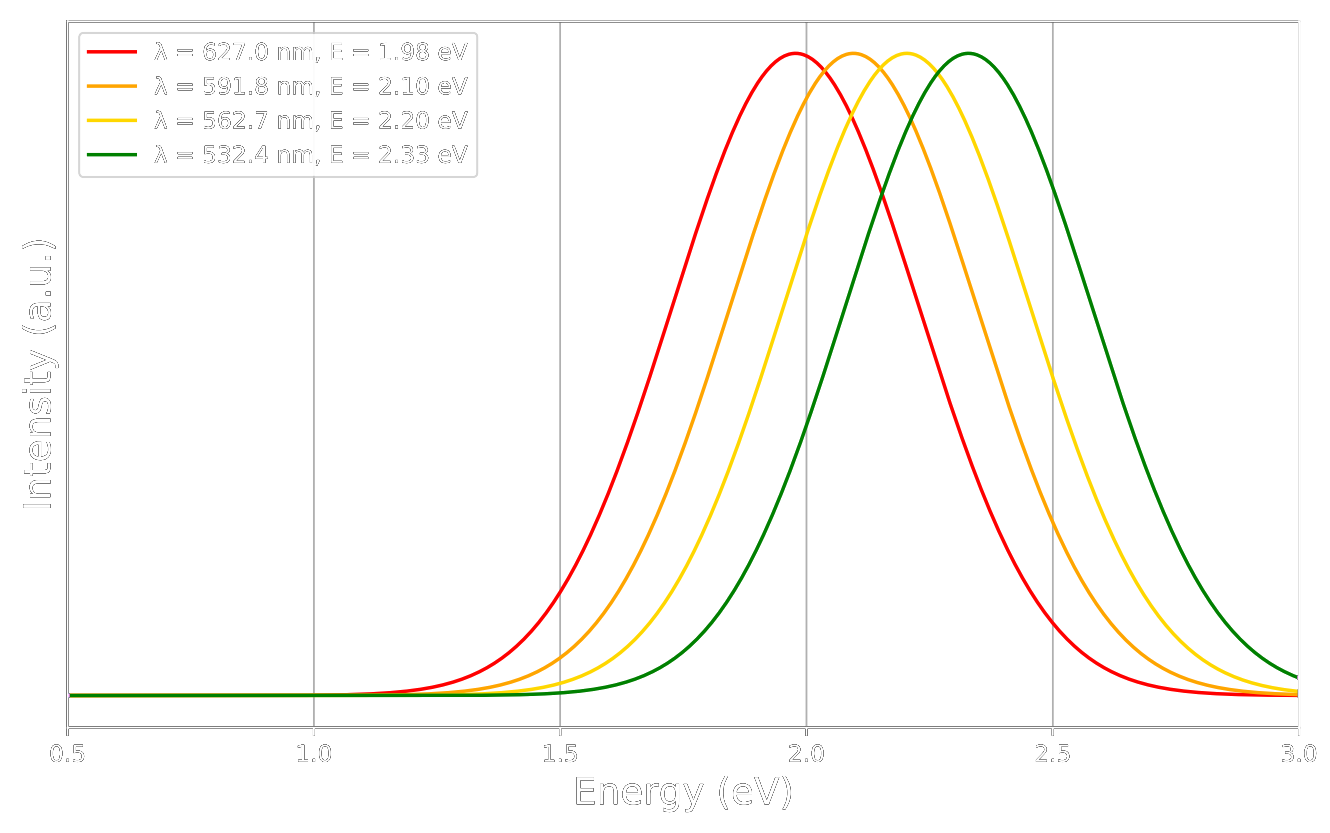 λ = 627.0 nm, E = 1.98 eV
λ = 591.8 nm, E = 2.10 eV
λ = 562.7 nm, E = 2.20 eV
λ = 532.4 nm, E = 2.33 eV
Intensity (a.u.)
0.5 1.0 1.5 2.0 2.5 3.0
Energy (eV)